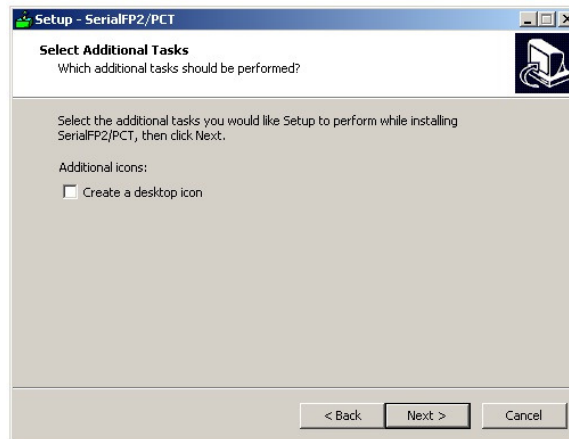 Setup - SerialFP2/PCT
Select Additional Tasks
Which additional tasks should be performed?
Select the additional tasks you would like Setup to perform while installing
SerialFP2/PCT, then click Next.
Additional icons:
Create a desktop icon
< Back
Next >
Cancel